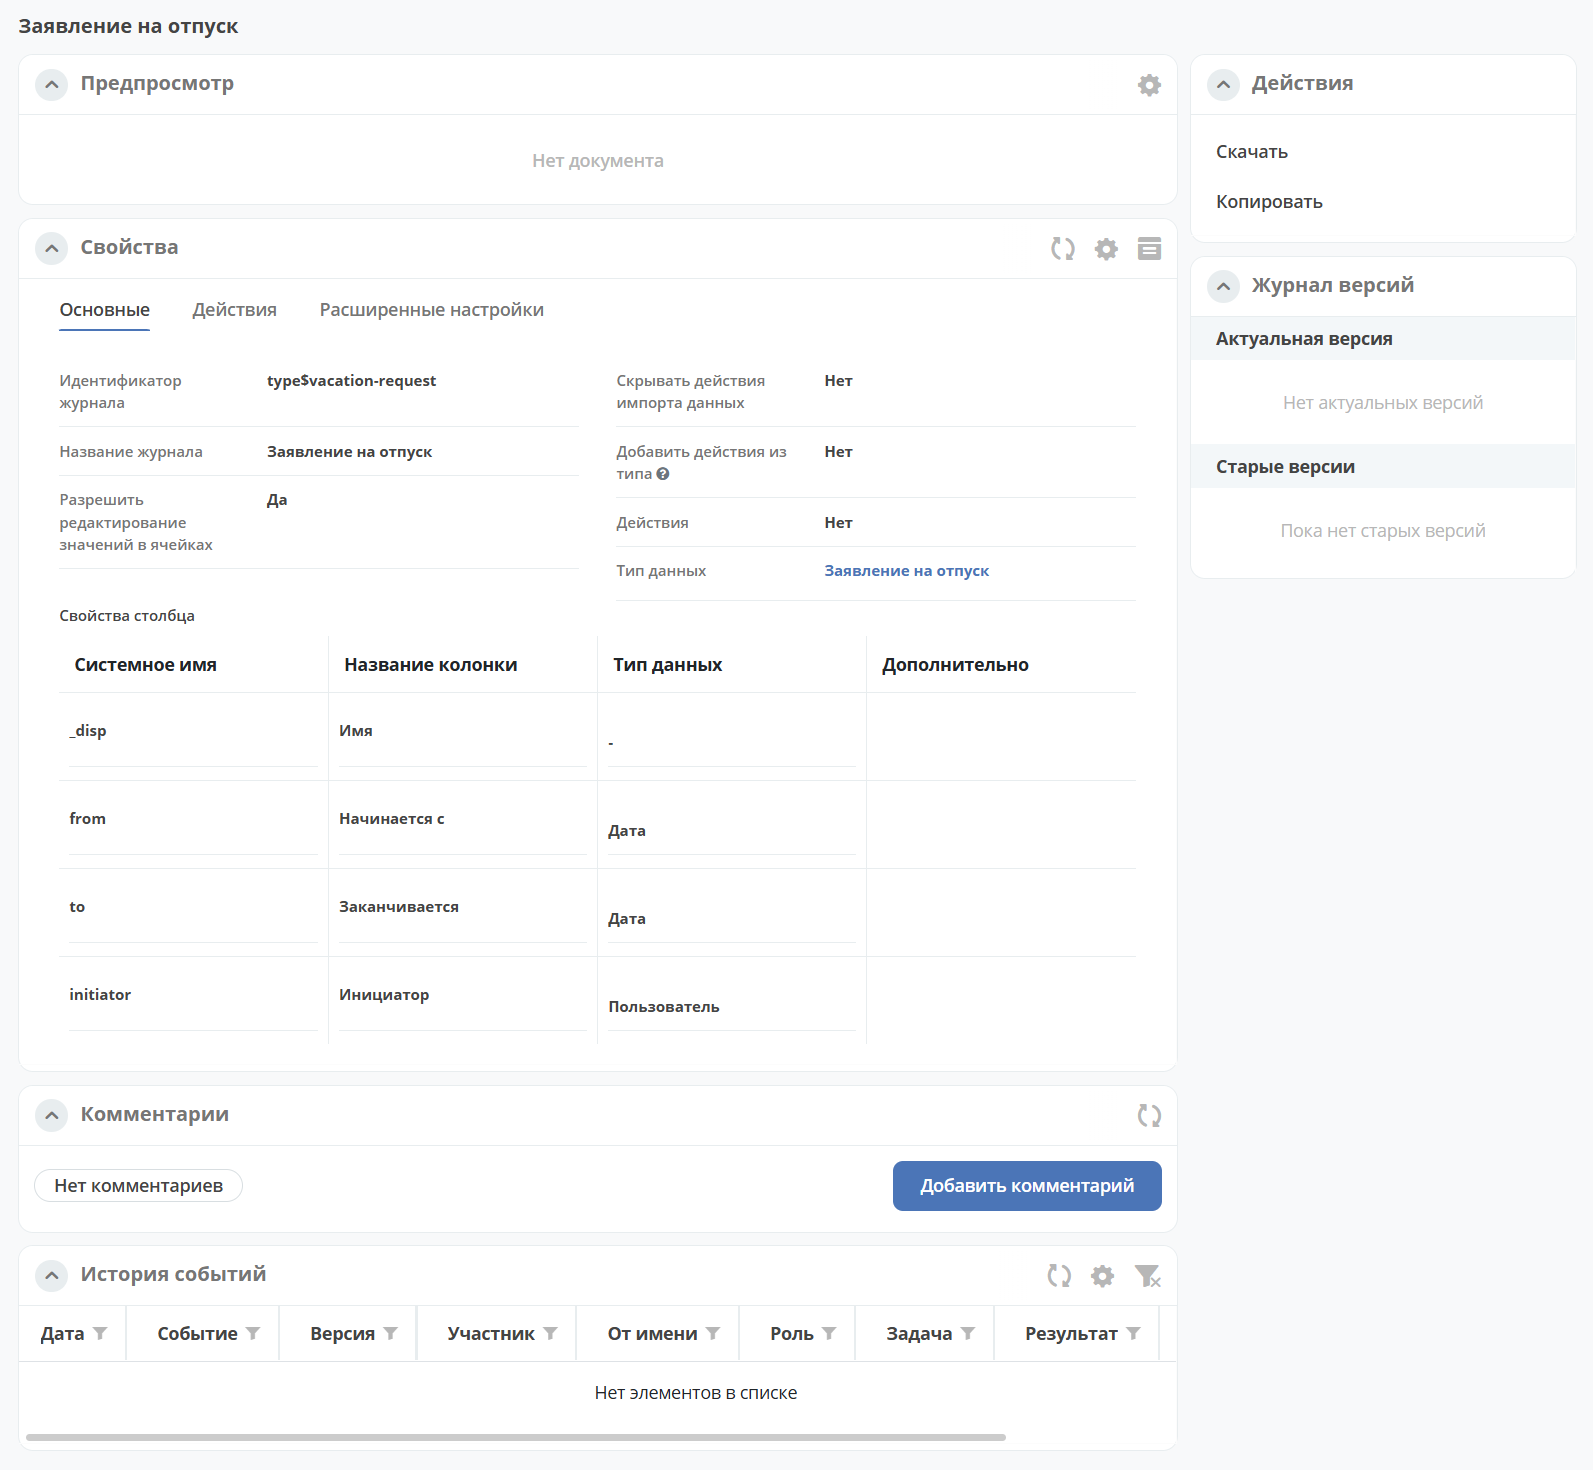 Заявление на отпуск
Предпросмотр
Нет документа
Свойства
Основные
Действия
Расширенные настройки
Идентификатор
журнала
type$vacation-request
Название журнала
Заявление на отпуск
Разрешить
редактирование
значений в ячейках
Да
Скрывать действия
импорта данных
Нет
Добавить действия из
типа
Нет
Действия
Нет
Тип данных
Заявление на отпуск
Свойства столбца
Системное имя
Название колонки
Тип данных
Дополнительно
_disp
Имя
-
from
Начинается с
Дата
to
Заканчивается
Дата
initiator
Инициатор
Пользователь
Комментарии
Нет комментариев
Добавить комментарий
История событий
Дата
Событие
Версия
Участник
От имени
Роль
Задача
Результат
Нет элементов в списке
Действия
Скачать
Копировать
Журнал версий
Актуальная версия
Нет актуальных версий
Старые версии
Пока нет старых версий